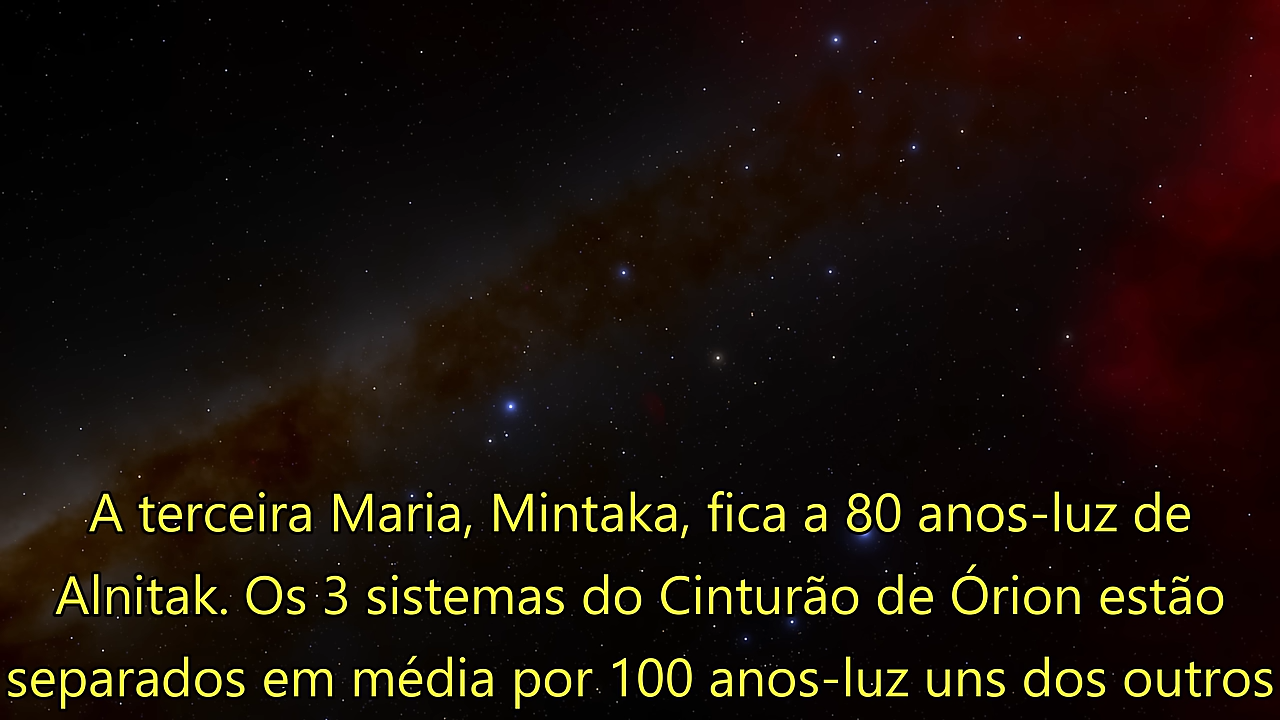 A terceira Maria, Mintaka, fica a 80 anos-luz de
Alnitak. Os 3 sistemas do Cinturão de Órion estão
separados em média por 100 anos-luz uns dos outros